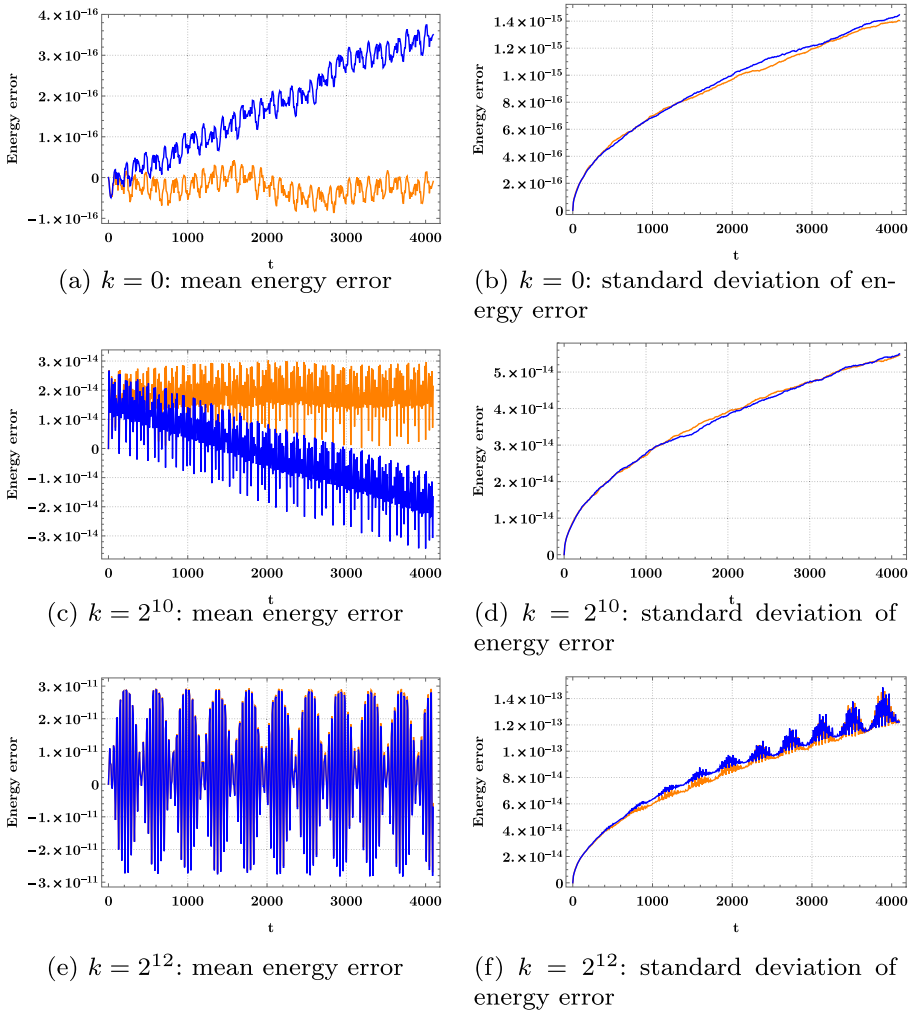 4.×10⁻¹⁶
3.×10⁻¹⁶
2.×10⁻¹⁶
1.×10⁻¹⁶
0
-1.×10⁻¹⁶
Energy error
0 1000 2000 3000 4000
t
(a) k = 0: mean energy error
1.4×10⁻¹⁵
1.2×10⁻¹⁵
1.×10⁻¹⁵
8.×10⁻¹⁶
6.×10⁻¹⁶
4.×10⁻¹⁶
2.×10⁻¹⁶
0
Energy error
0 1000 2000 3000 4000
t
(b) k = 0: standard deviation of en-
ergy error
3.×10⁻¹⁴
2.×10⁻¹⁴
1.×10⁻¹⁴
0
-1.×10⁻¹⁴
-2.×10⁻¹⁴
-3.×10⁻¹⁴
Energy error
0 1000 2000 3000 4000
t
(c) k = 2¹⁰: mean energy error
5.×10⁻¹⁴
4.×10⁻¹⁴
3.×10⁻¹⁴
2.×10⁻¹⁴
1.×10⁻¹⁴
0
Energy error
0 1000 2000 3000 4000
t
(d) k = 2¹⁰: standard deviation of
energy error
3.×10⁻¹¹
2.×10⁻¹¹
1.×10⁻¹¹
0
-1.×10⁻¹¹
-2.×10⁻¹¹
-3.×10⁻¹¹
Energy error
0 1000 2000 3000 4000
t
(e) k = 2¹²: mean energy error
1.4×10⁻¹³
1.2×10⁻¹³
1.×10⁻¹³
8.×10⁻¹⁴
6.×10⁻¹⁴
4.×10⁻¹⁴
2.×10⁻¹⁴
0
Energy error
0 1000 2000 3000 4000
t
(f) k = 2¹²: standard deviation of
energy error